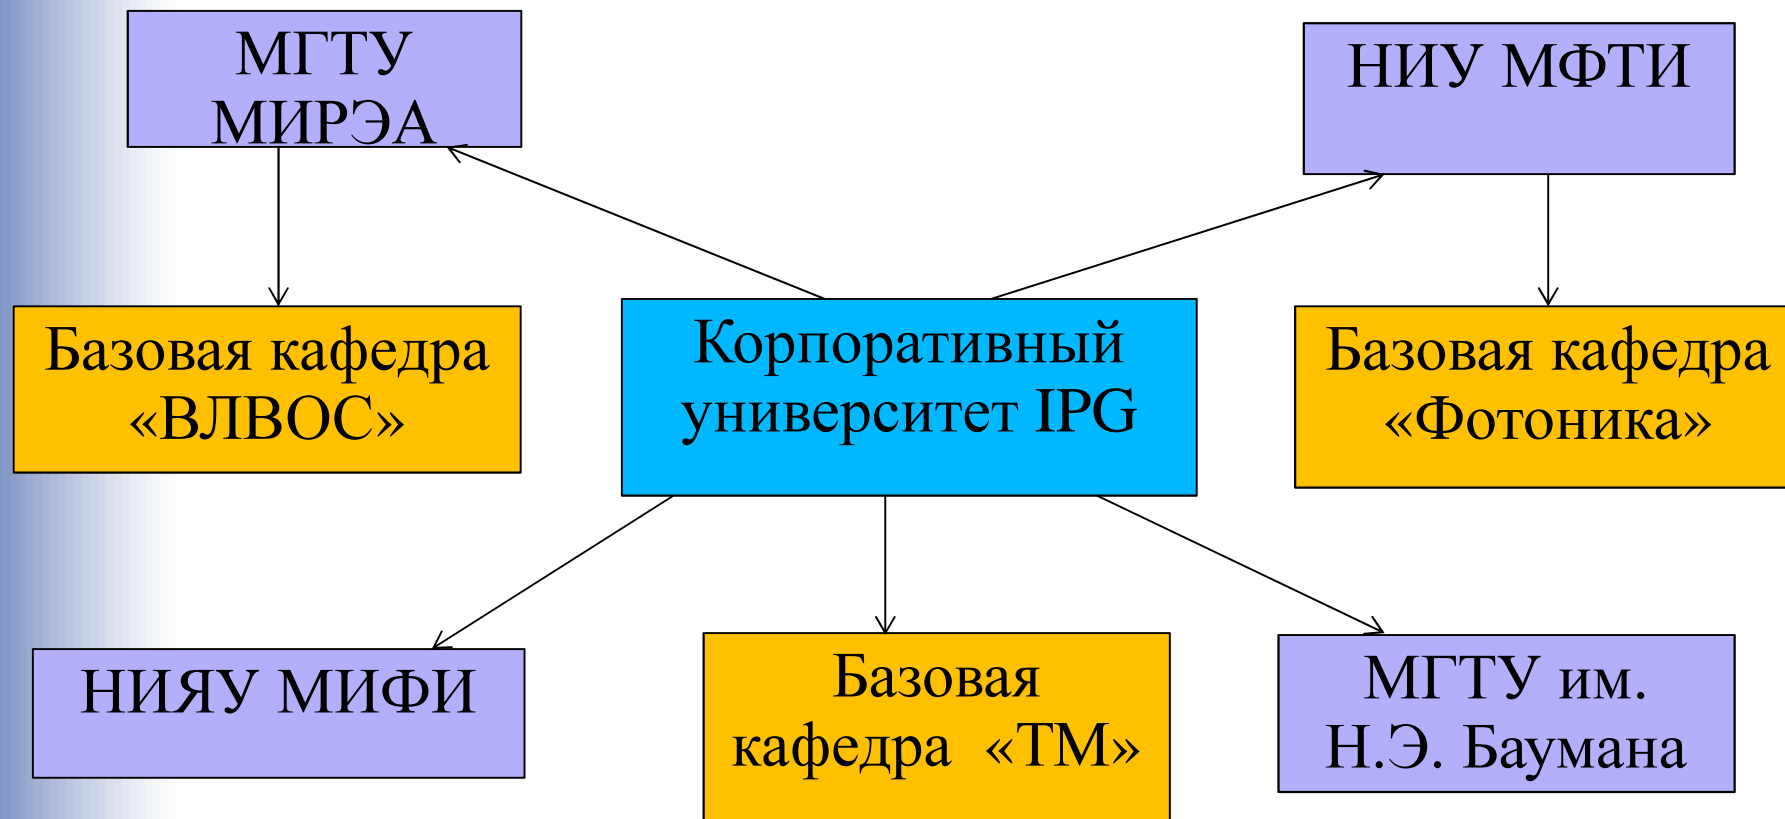 МГТУ
МИРЭА
НИУ МФТИ
Базовая кафедра
«ВЛВОС»
Корпоративный
университет IPG
Базовая кафедра
«Фотоника»
НИЯУ МИФИ
Базовая
кафедра «ТМ»
МГТУ им.
Н.Э. Баумана